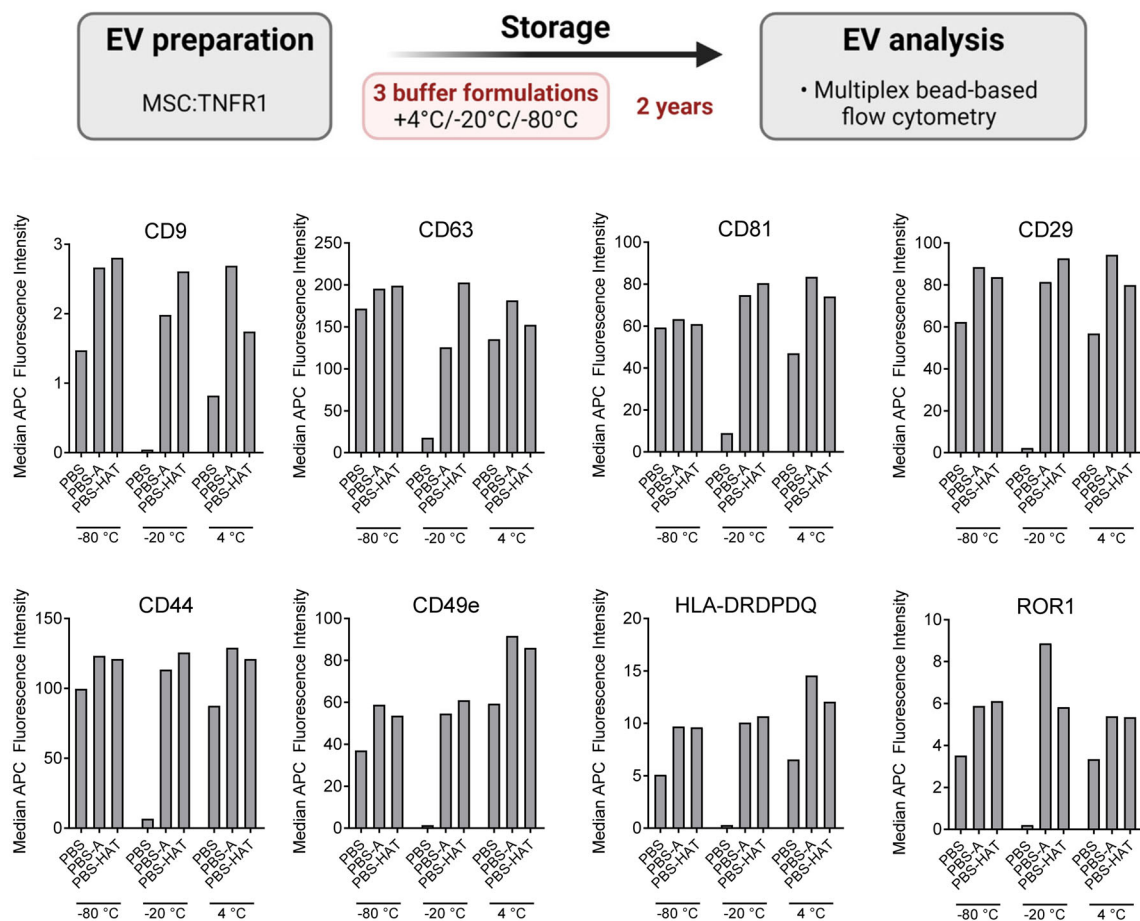 EV preparation
MSC:TNFR1
Storage
3 buffer formulations
+4°C/-20°C/-80°C
2 years
EV analysis
• Multiplex bead-based
flow cytometry
CD9
Median APC Fluorescence Intensity
3
2
1
0
PBS
PBS-A
PBS-HAT
PBS
PBS-A
PBS-HAT
PBS
PBS-A
PBS-HAT
-80 °C
-20 °C
4 °C
CD63
Median APC Fluorescence Intensity
250
200
150
100
50
0
PBS
PBS-A
PBS-HAT
PBS
PBS-A
PBS-HAT
PBS
PBS-A
PBS-HAT
-80 °C
-20 °C
4 °C
CD81
Median APC Fluorescence Intensity
100
80
60
40
20
0
PBS
PBS-A
PBS-HAT
PBS
PBS-A
PBS-HAT
PBS
PBS-A
PBS-HAT
-80 °C
-20 °C
4 °C
CD29
Median APC Fluorescence Intensity
100
80
60
40
20
0
PBS
PBS-A
PBS-HAT
PBS
PBS-A
PBS-HAT
PBS
PBS-A
PBS-HAT
-80 °C
-20 °C
4 °C
CD44
Median APC Fluorescence Intensity
150
100
50
0
PBS
PBS-A
PBS-HAT
PBS
PBS-A
PBS-HAT
PBS
PBS-A
PBS-HAT
-80 °C
-20 °C
4 °C
CD49e
Median APC Fluorescence Intensity
100
80
60
40
20
0
PBS
PBS-A
PBS-HAT
PBS
PBS-A
PBS-HAT
PBS
PBS-A
PBS-HAT
-80 °C
-20 °C
4 °C
HLA-DRDPDQ
Median APC Fluorescence Intensity
20
15
10
5
0
PBS
PBS-A
PBS-HAT
PBS
PBS-A
PBS-HAT
PBS
PBS-A
PBS-HAT
-80 °C
-20 °C
4 °C
ROR1
Median APC Fluorescence Intensity
10
8
6
4
2
0
PBS
PBS-A
PBS-HAT
PBS
PBS-A
PBS-HAT
PBS
PBS-A
PBS-HAT
-80 °C
-20 °C
4 °C